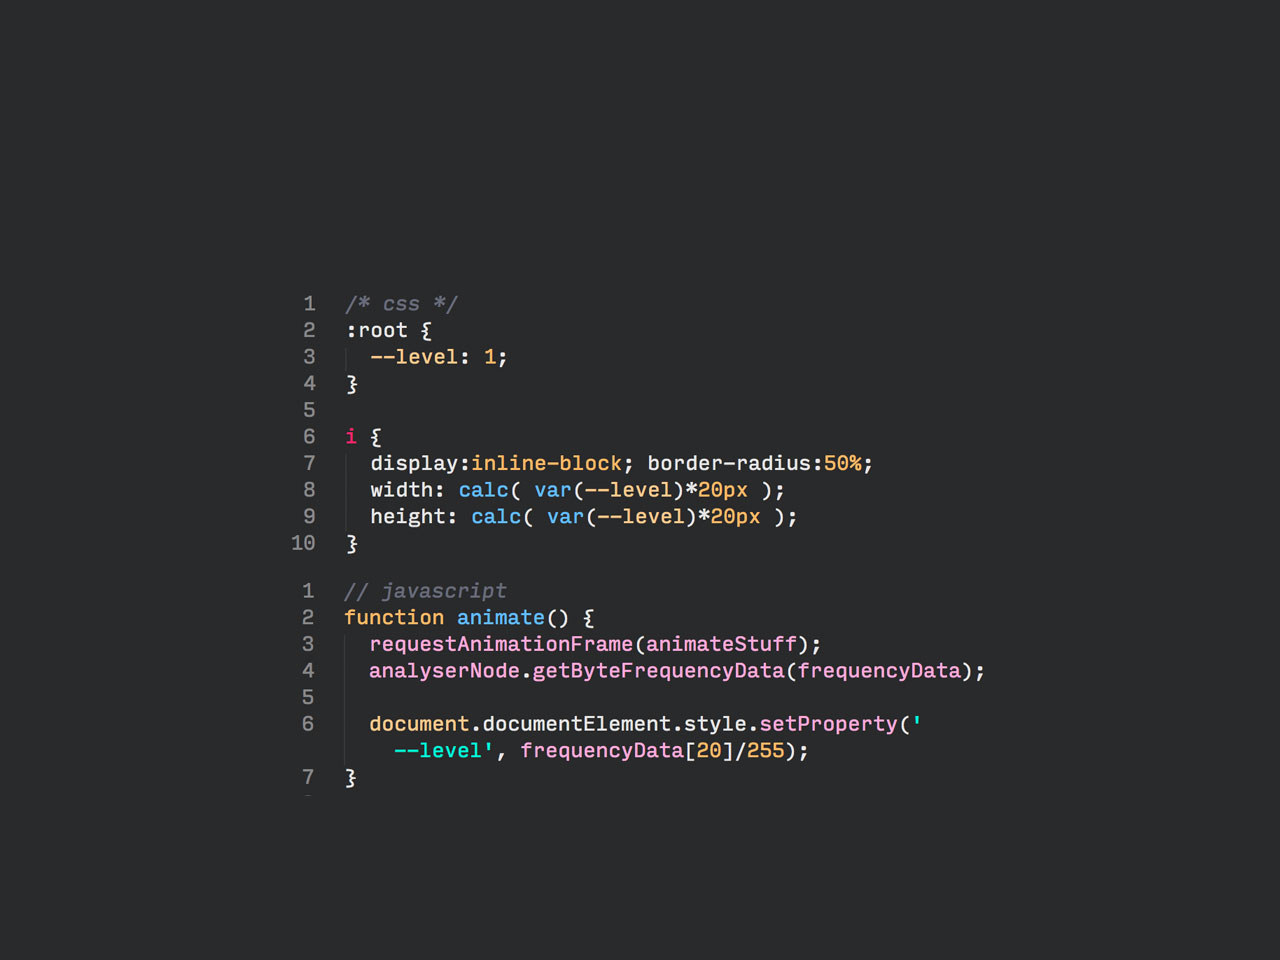 1 /* css */
2 :root {
3 --level: 1;
4 }
5
6 i {
7 display:inline-block; border-radius:50%;
8 width: calc( var(--level)*20px );
9 height: calc( var(--level)*20px );
10 }
1 // javascript
2 function animate() {
3 requestAnimationFrame(animateStuff);
4 analyserNode.getByteFrequencyData(frequencyData);
5
6 document.documentElement.style.setProperty('
--level', frequencyData[20]/255);
7 }